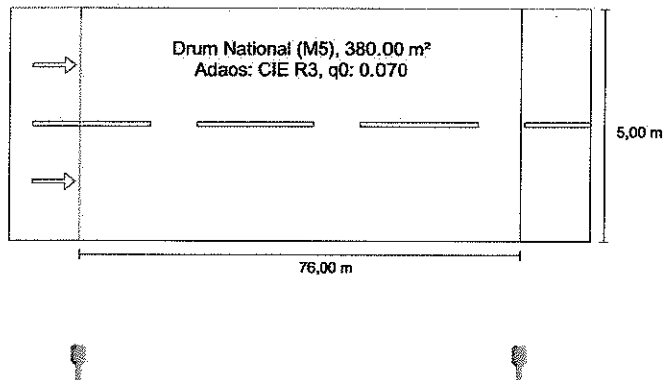 Drum National (M5), 380.00 m²
Adaos: CIE R3, q0: 0.070
5,00 m
76,00 m